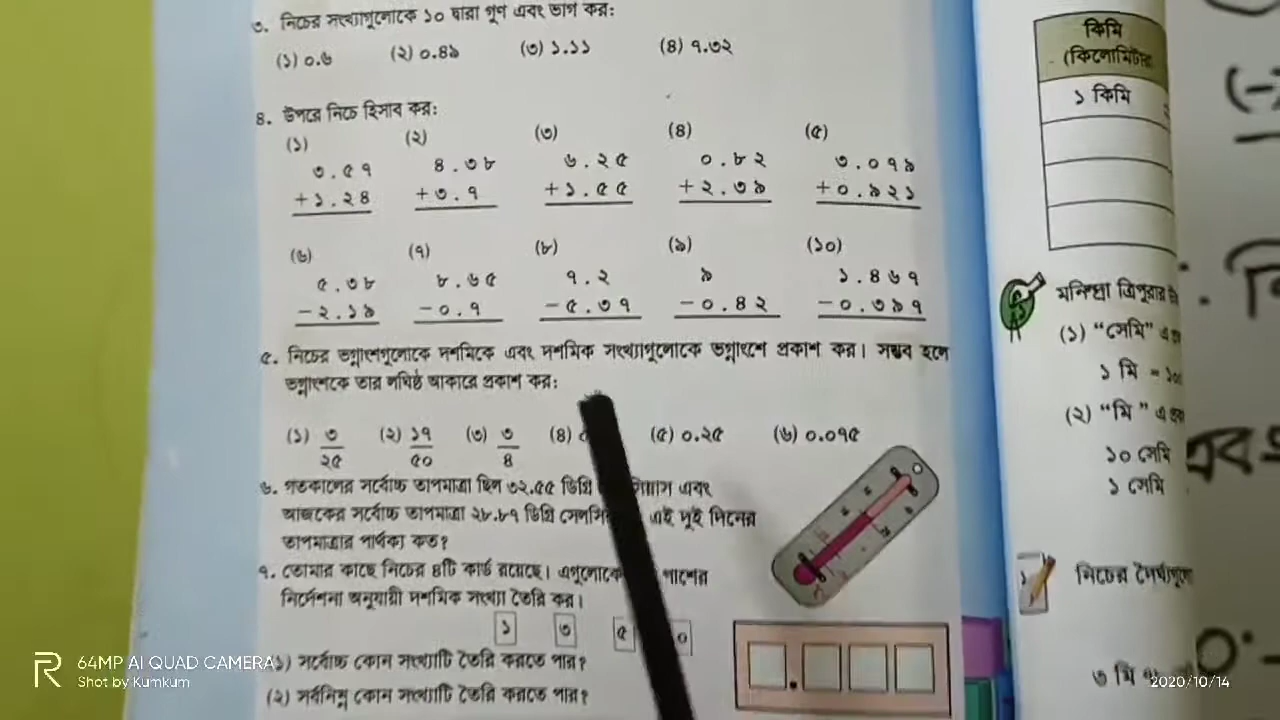 ৩. নিচের সংখ্যাগুলোকে ১০ দ্বারা গুণ এবং ভাগ কর:
(১) ০.৬ (২) ০.৪৯ (৩) ১.১১ (৪) ৭.৩২
৪. উপরে নিচে হিসাব কর:
(১) (২) (৩) (৪) (৫)
৩.৫৭ ৪.৩৮ ৬.২৫ ০.৮২ ৩.০৭৯
+১.২৪ +৩.৭ +১.৫৫ +২.৩৯ +০.৯২১
(৬) (৭) (৮) (৯) (১০)
৫.৩৮ ৮.৬৫ ৭.২ ৯ ১.৪৬৭
-২.১৯ -০.৭ -৫.৩৭ -০.৪২ -০.৩৯৭
৫. নিচের ভগ্নাংশগুলোকে দশমিকে এবং দশমিক সংখ্যাগুলোকে ভগ্নাংশে প্রকাশ কর। সম্ভব হলে
ভগ্নাংশকে তার লঘিষ্ঠ আকারে প্রকাশ কর:
(১) ৩/২৫ (২) ১৭/৫০ (৩) ৩/৪ (৪) (৫) ০.২৫ (৬) ০.০৭৫
৬. গতকালের সর্বোচ্চ তাপমাত্রা ছিল ৩২.৫৫ ডিগ্রি এবং
আজকের সর্বোচ্চ তাপমাত্রা ২৮.৮৭ ডিগ্রি এই দুই দিনের
তাপমাত্রার পার্থক্য কত?
৭. তোমার কাছে নিচের ৪টি কার্ড রয়েছে। এগুলোকে পাশের
নির্দেশনা অনুযায়ী দশমিক সংখ্যা তৈরি কর।
১ ৩ ৫ ০
(১) সর্বোচ্চ কোন সংখ্যাটি তৈরি করতে পার?
(২) সর্বনিম্ন কোন সংখ্যাটি তৈরি করতে পার?
কিমি
(কিলোমিটার
১ কিমি
মনিষা ত্রিপুরার
(১) "সেমি" এ
১ মি =
(২) "মি" এ
১০ সেমি
১ সেমি
নিচের
৩ মি
এবং
64MP AI QUAD CAMERA
Shot by Kumkum
2020/10/14